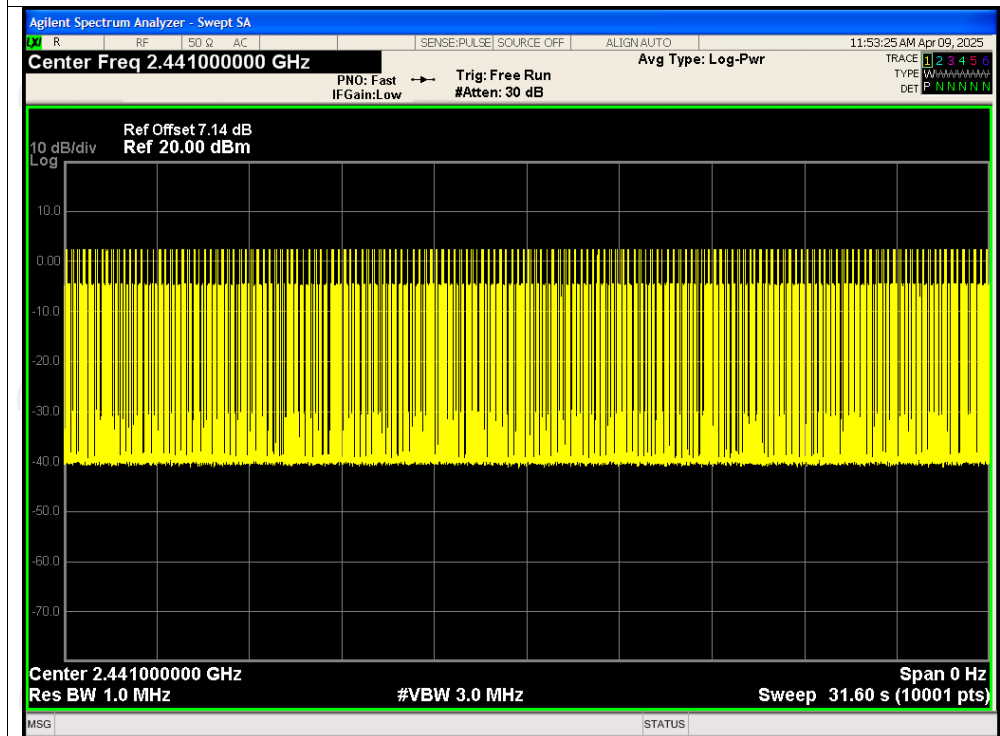 Agilent Spectrum Analyzer - Swept SA
LXI R RF 50 Ω AC SENSE:PULSE SOURCE OFF ALIGN AUTO 11:53:25 AM Apr 09, 2025
Center Freq 2.441000000 GHz Avg Type: Log-Pwr TRACE 1 2 3 4 5 6
PNO: Fast Trig: Free Run TYPE WWWWWW
IFGain:Low #Atten: 30 dB DET P N N N N N
Ref Offset 7.14 dB
10 dB/div Ref 20.00 dBm
Log
10.0
0.00
-10.0
-20.0
-30.0
-40.0
-50.0
-60.0
-70.0
Center 2.441000000 GHz Span 0 Hz
Res BW 1.0 MHz #VBW 3.0 MHz Sweep 31.60 s (10001 pts)
MSG STATUS